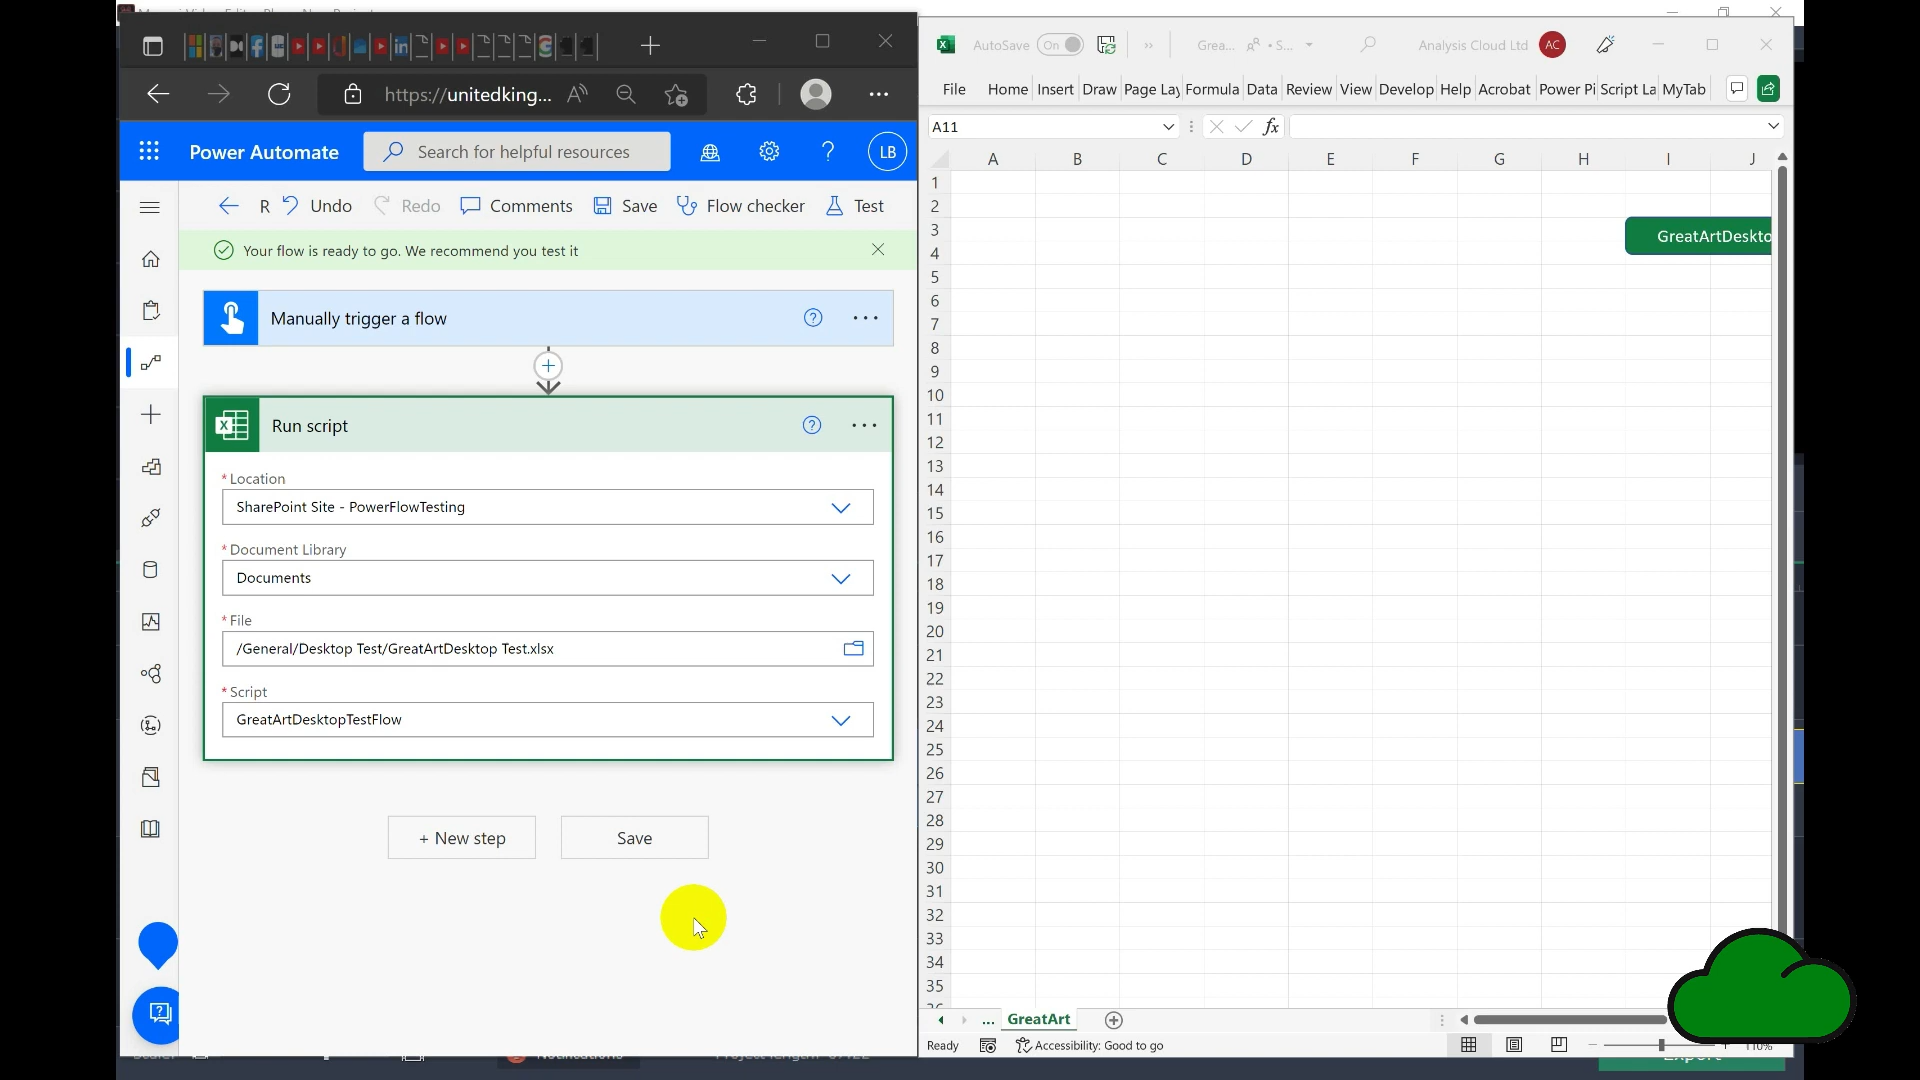 https://unitedking...
Power Automate
Search for helpful resources
LB
R
Undo
Redo
Comments
Save
Flow checker
Test
Your flow is ready to go. We recommend you test it
Manually trigger a flow
Run script
* Location
SharePoint Site - PowerFlowTesting
* Document Library
Documents
* File
/General/Desktop Test/GreatArtDesktop Test.xlsx
* Script
GreatArtDesktopTestFlow
+ New step
Save
AutoSave
On
Grea...
• S...
Analysis Cloud Ltd
AC
File
Home
Insert
Draw
Page Lay
Formula
Data
Review
View
Develop
Help
Acrobat
Power Pi
Script La
MyTab
A11
fx
A B C D E F G H I J
1
2
3
GreatArtDeskto
4
5
6
7
8
9
10
11
12
13
14
15
16
17
18
19
20
21
22
23
24
25
26
27
28
29
30
31
32
33
34
35
...
GreatArt
Ready
Accessibility: Good to go
110%